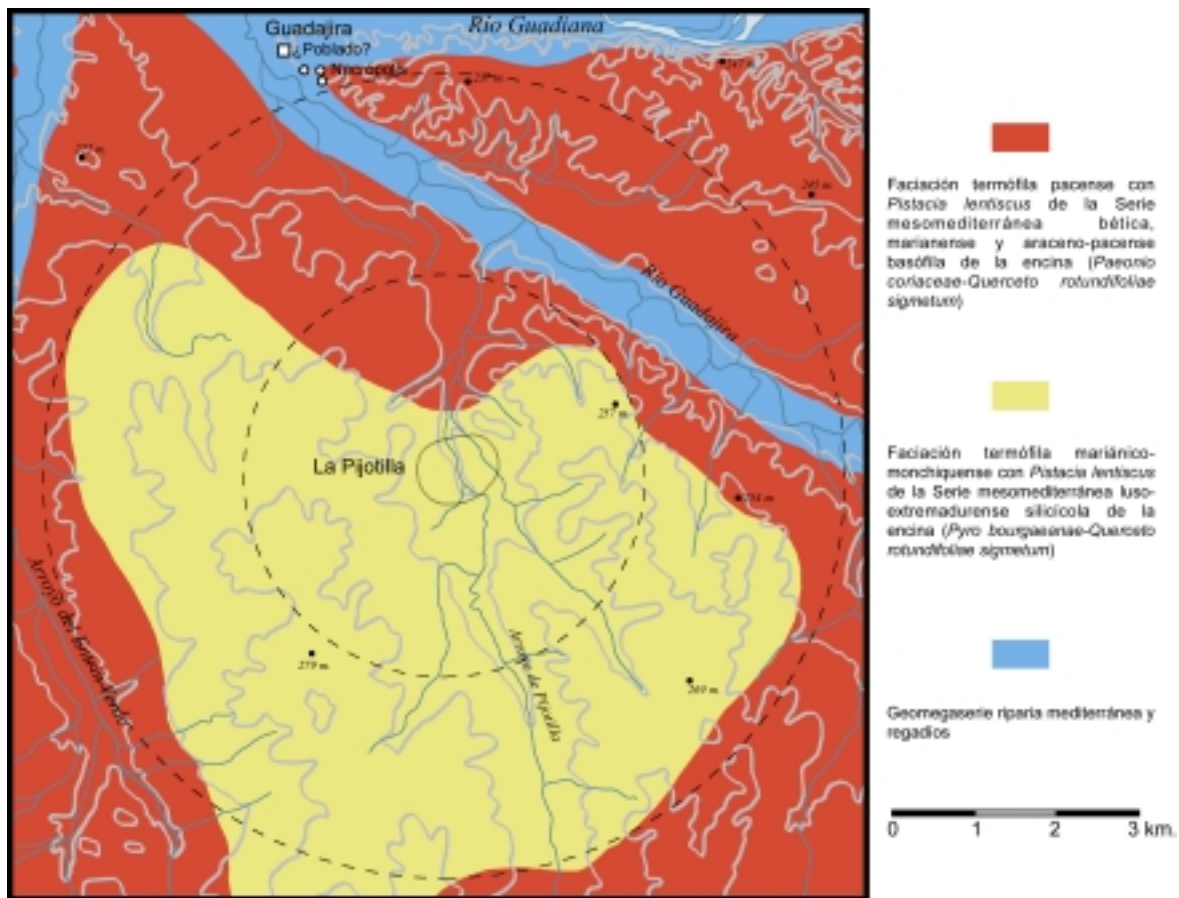 Río Guadiana
Guadajira
¿Poblado?
Necrópolis
Río Guadajira
La Pijotilla
Arroyo de Pijotilla
279 m.
269 m.
Arroyo del
Faciación termófila pacense con
Pistacia lentiscus de la Serie
mesomediterránea bética,
marianense y araceno-pacense
basófila de la encina (Paeonio
coriaceae-Querceto rotundifoliae
sigmetum)
Faciación termófila mariánico-
monchiquense con Pistacia lentiscus
de la Serie mesomediterránea luso-
extremadurense silicícola de la
encina (Pyro bourgaeanae-Querceto
rotundifoliae sigmetum)
Geomegaserie riparia mediterránea y
regadíos
0 1 2 3 km.